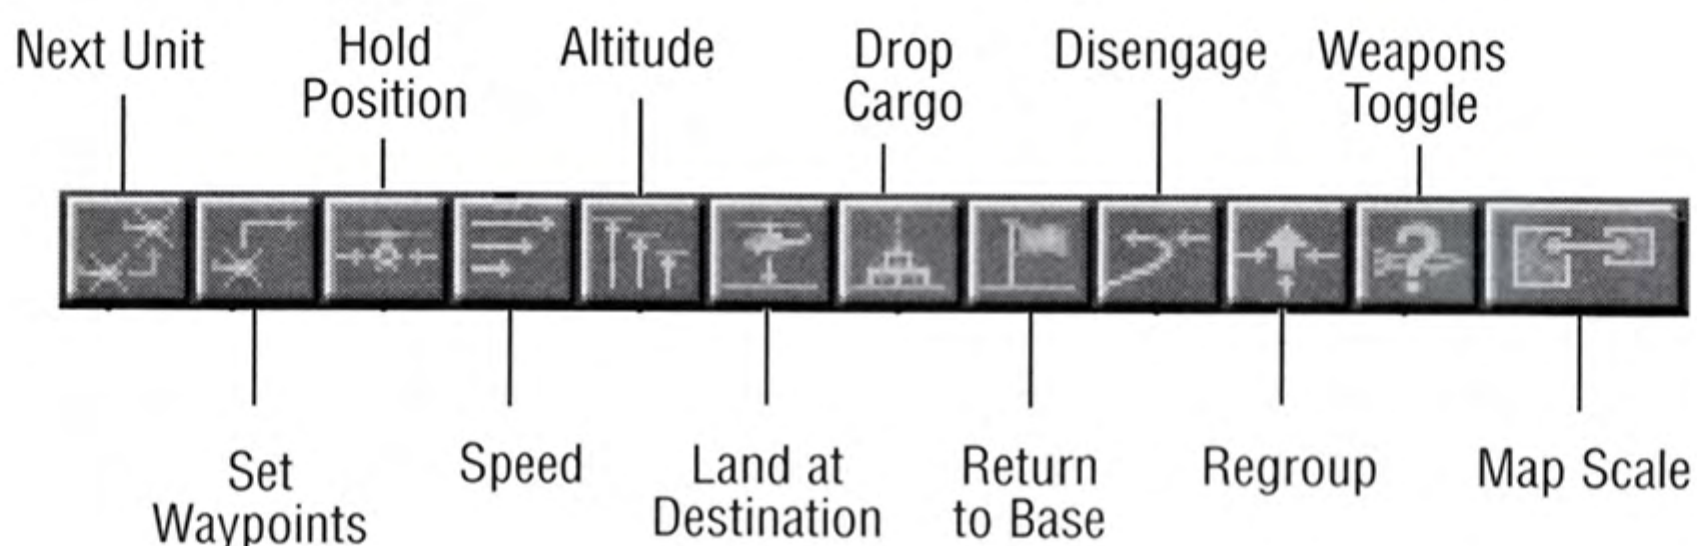 Next Unit
Hold
Position
Altitude
Drop
Cargo
Disengage
Weapons
Toggle
Set
Waypoints
Speed
Land at
Destination
Return
to Base
Regroup
Map Scale